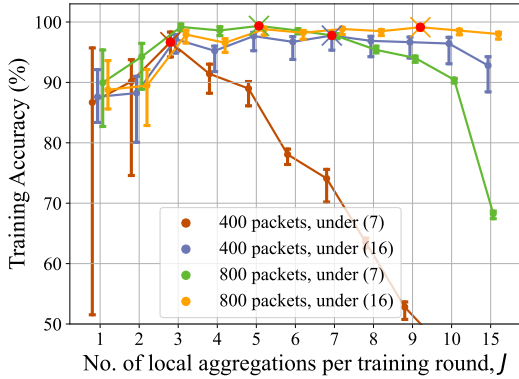 Training Accuracy (%)
100
90
80
70
60
50
400 packets, under (7)
400 packets, under (16)
800 packets, under (7)
800 packets, under (16)
1 2 3 4 5 6 7 8 9 10 15
No. of local aggregations per training round, J